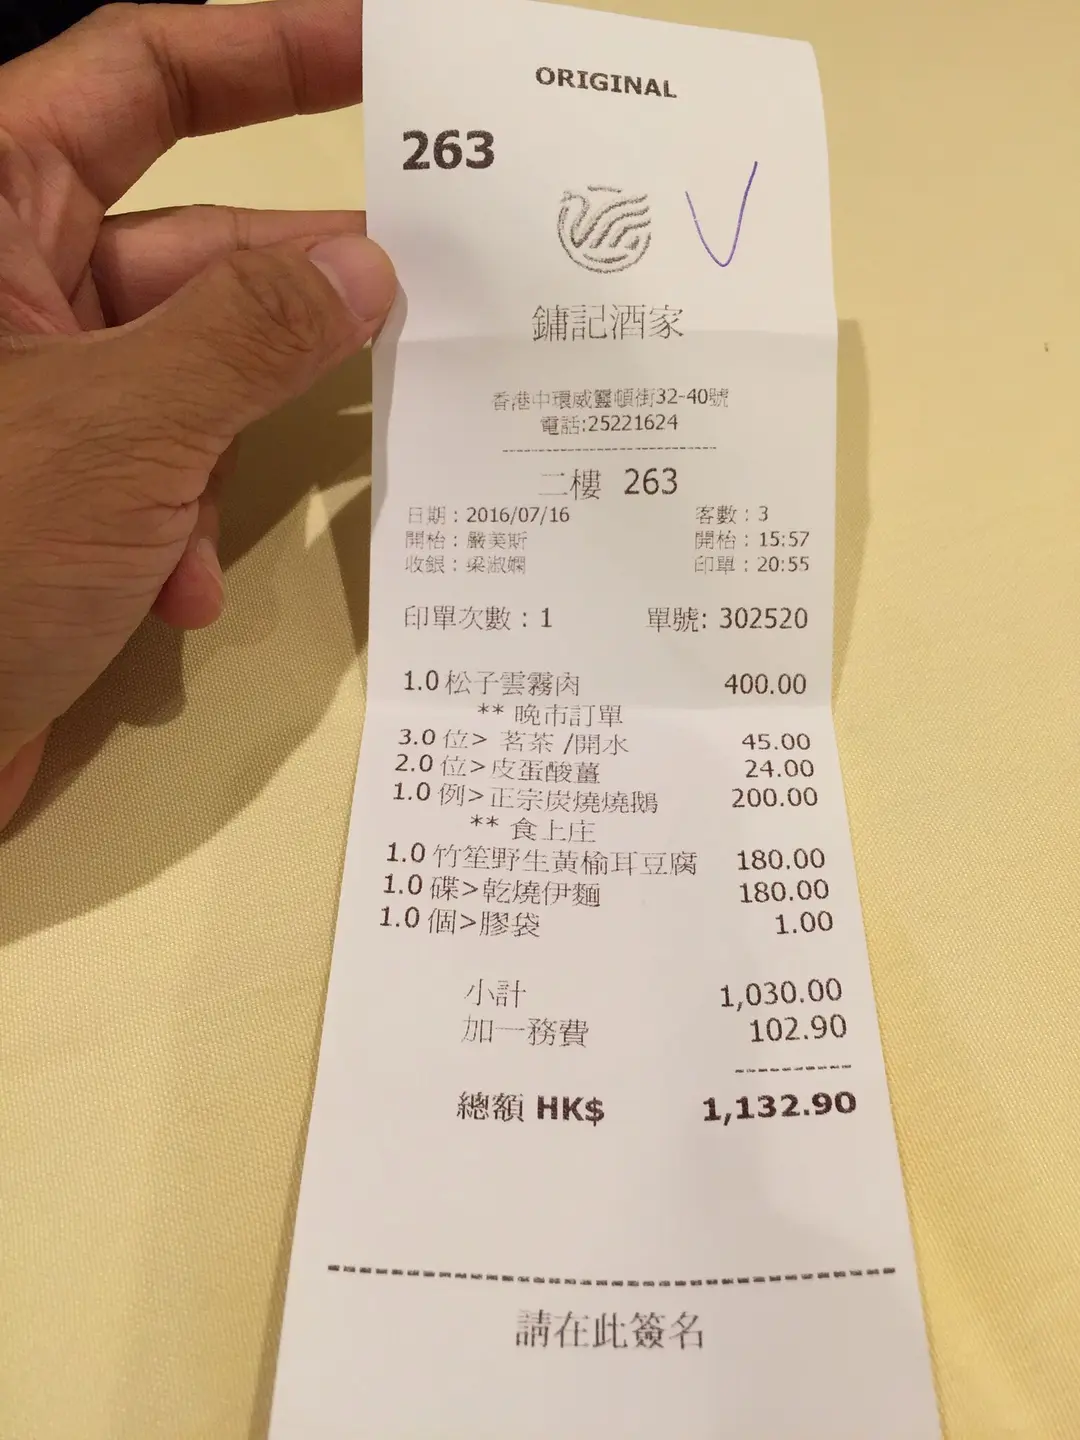 ORIGINAL
263
鏞記酒家
香港中環威靈頓街32-40號
電話:25221624
二樓 263
日期：2016/07/16 客數：3
開枱：嚴美斯 開枱：15:57
收銀：梁淑嫻 印單：20:55
印單次數：1 單號: 302520
1.0 松子雲霧肉 400.00
** 晚市訂單
3.0 位> 茗茶 /開水 45.00
2.0 位>皮蛋酸薑 24.00
1.0 例>正宗炭燒燒鵝 200.00
** 食上庄
1.0 竹笙野生黃榆耳豆腐 180.00
1.0 碟>乾燒伊麵 180.00
1.0 個>膠袋 1.00
小計 1,030.00
加一務費 102.90
總額 HK$ 1,132.90
請在此簽名